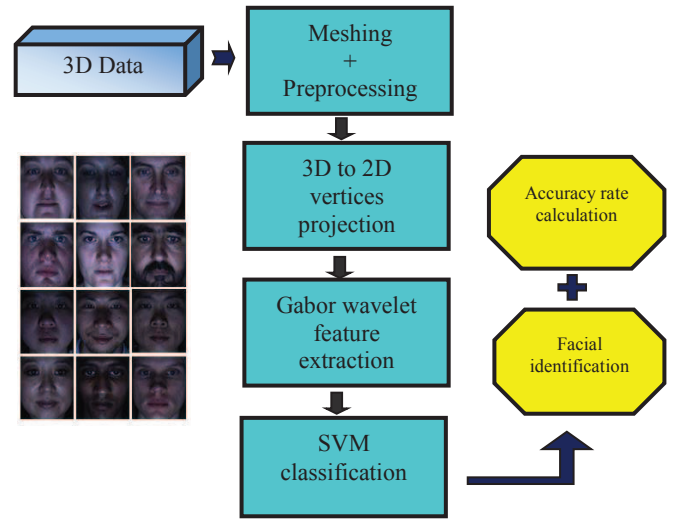 3D Data
Meshing
+
Preprocessing
3D to 2D
vertices
projection
Gabor wavelet
feature
extraction
SVM
classification
Accuracy rate
calculation
Facial
identification